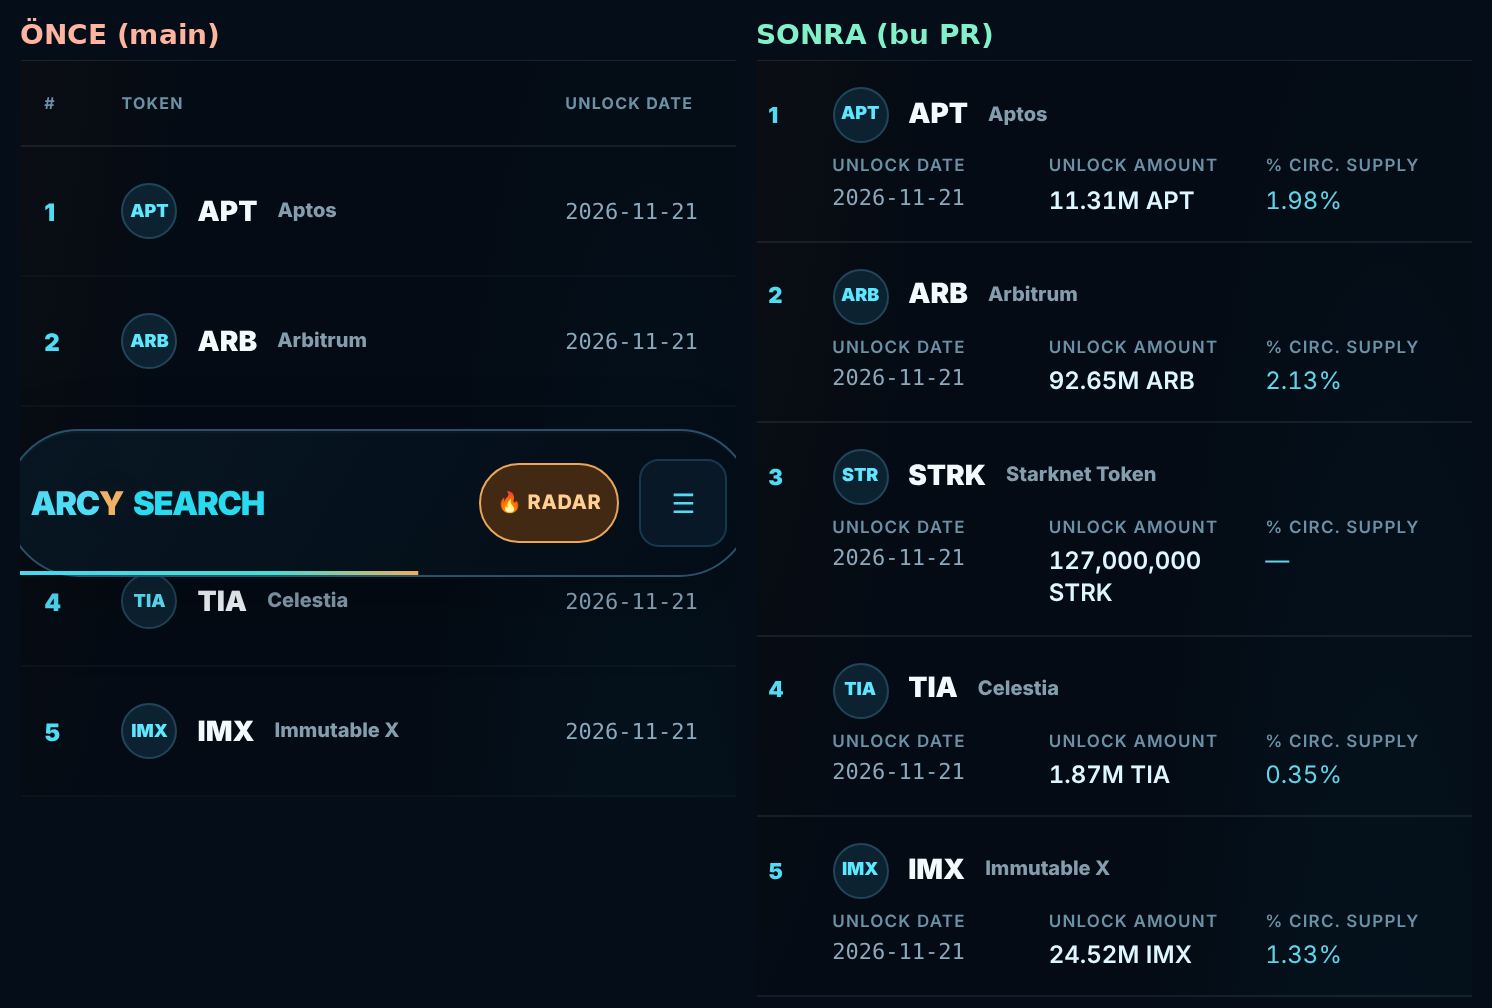 ÖNCE (main)
# TOKEN UNLOCK DATE
1 APT APT Aptos 2026-11-21
2 ARB ARB Arbitrum 2026-11-21
ARCY SEARCH 🔥 RADAR ☰
4 TIA TIA Celestia 2026-11-21
5 IMX IMX Immutable X 2026-11-21
SONRA (bu PR)
1 APT APT Aptos
UNLOCK DATE UNLOCK AMOUNT % CIRC. SUPPLY
2026-11-21 11.31M APT 1.98%
2 ARB ARB Arbitrum
UNLOCK DATE UNLOCK AMOUNT % CIRC. SUPPLY
2026-11-21 92.65M ARB 2.13%
3 STR STRK Starknet Token
UNLOCK DATE UNLOCK AMOUNT % CIRC. SUPPLY
2026-11-21 127,000,000 —
STRK
4 TIA TIA Celestia
UNLOCK DATE UNLOCK AMOUNT % CIRC. SUPPLY
2026-11-21 1.87M TIA 0.35%
5 IMX IMX Immutable X
UNLOCK DATE UNLOCK AMOUNT % CIRC. SUPPLY
2026-11-21 24.52M IMX 1.33%